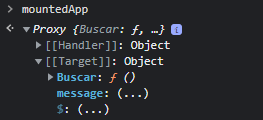 > mountedApp
<· ▼ Proxy {Buscar: ƒ, …} i
▶ [[Handler]]: Object
▼ [[Target]]: Object
▶ Buscar: ƒ ()
message: (...)
$: (...)